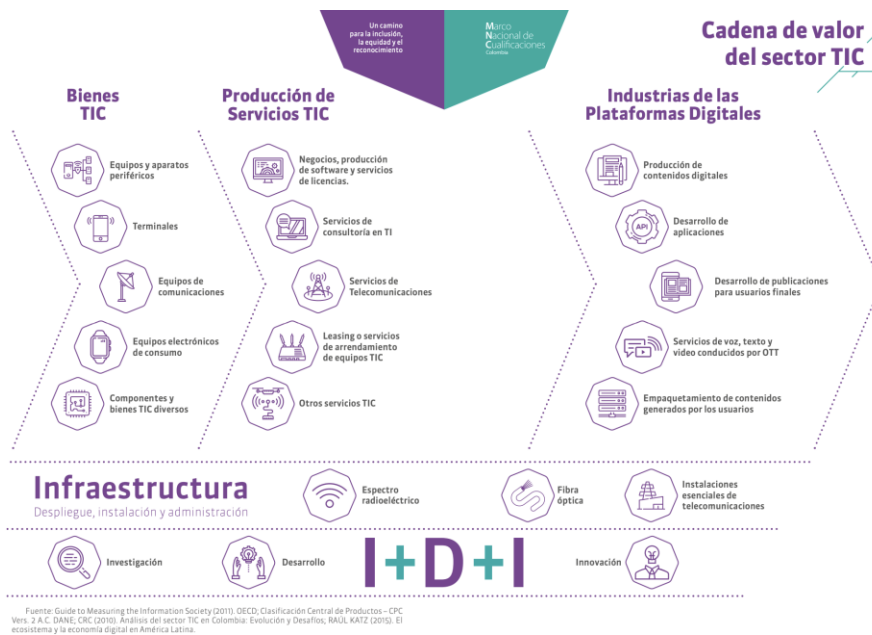 Un camino
para la inclusión,
la equidad y el
reconocimiento
Marco
Nacional de
Cualificaciones
Colombia
Cadena de valor
del sector TIC
Bienes
TIC
Equipos y aparatos
periféricos
Terminales
Equipos de
comunicaciones
Equipos electrónicos
de consumo
Componentes y
bienes TIC diversos
Producción de
Servicios TIC
Negocios, producción
de software y servicios
de licencias.
Servicios de
consultoría en TI
Servicios de
Telecomunicaciones
Leasing o servicios
de arrendamiento
de equipos TIC
Otros servicios TIC
Industrias de las
Plataformas Digitales
Producción de
contenidos digitales
API
Desarrollo de
aplicaciones
Desarrollo de publicaciones
para usuarios finales
Servicios de voz, texto y
video conducidos por OTT
Empaquetamiento de contenidos
generados por los usuarios
Infraestructura
Despliegue, instalación y administración
Espectro
radioeléctrico
Fibra
óptica
Instalaciones
esenciales de
telecomunicaciones
Investigación
Desarrollo
I+D+I
Innovación
Fuente: Guide to Measuring the Information Society (2011). OECD; Clasificación Central de Productos – CPC
Vers. 2 A.C. DANE; CRC (2010). Análisis del sector TIC en Colombia: Evolución y Desafíos; RAÚL KATZ (2015). El
ecosistema y la economía digital en América Latina.